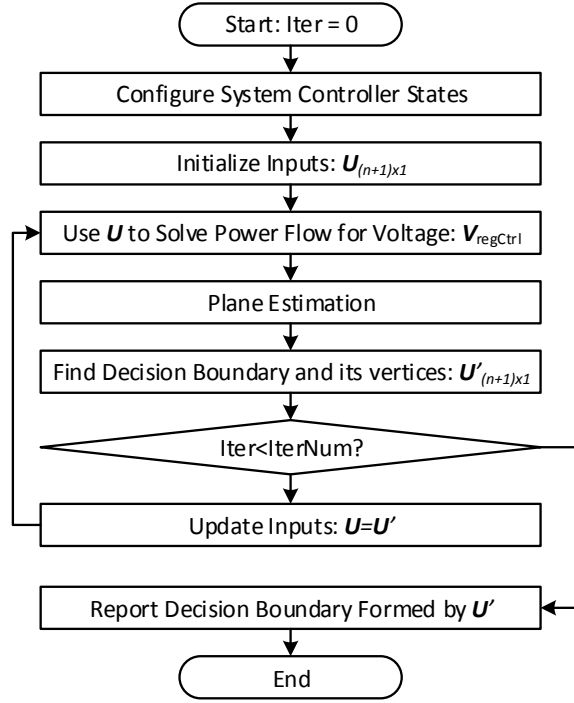 Start: Iter = 0
Configure System Controller States
Initialize Inputs: U(n+1)x1
Use U to Solve Power Flow for Voltage: VregCtrl
Plane Estimation
Find Decision Boundary and its vertices: U'(n+1)x1
Iter<IterNum?
Update Inputs: U=U'
Report Decision Boundary Formed by U'
End